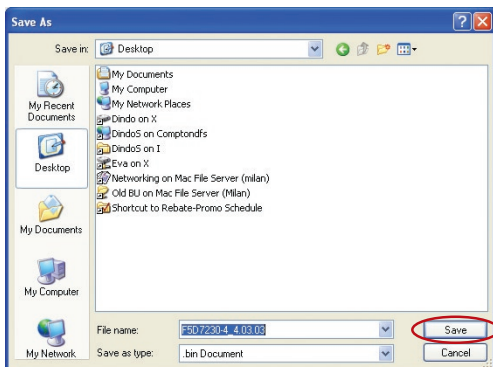 Save As
Save in: Desktop
My Recent
Documents
Desktop
My Documents
My Computer
My Network
My Documents
My Computer
My Network Places
Dindo on X
DindoS on Comptondfs
DindoS on I
Eva on X
Networking on Mac File Server (milan)
Old BU on Mac File Server (Milan)
Shortcut to Rebate-Promo Schedule
File name: F5D7230-4_4.03.03 Save
Save as type: .bin Document Cancel